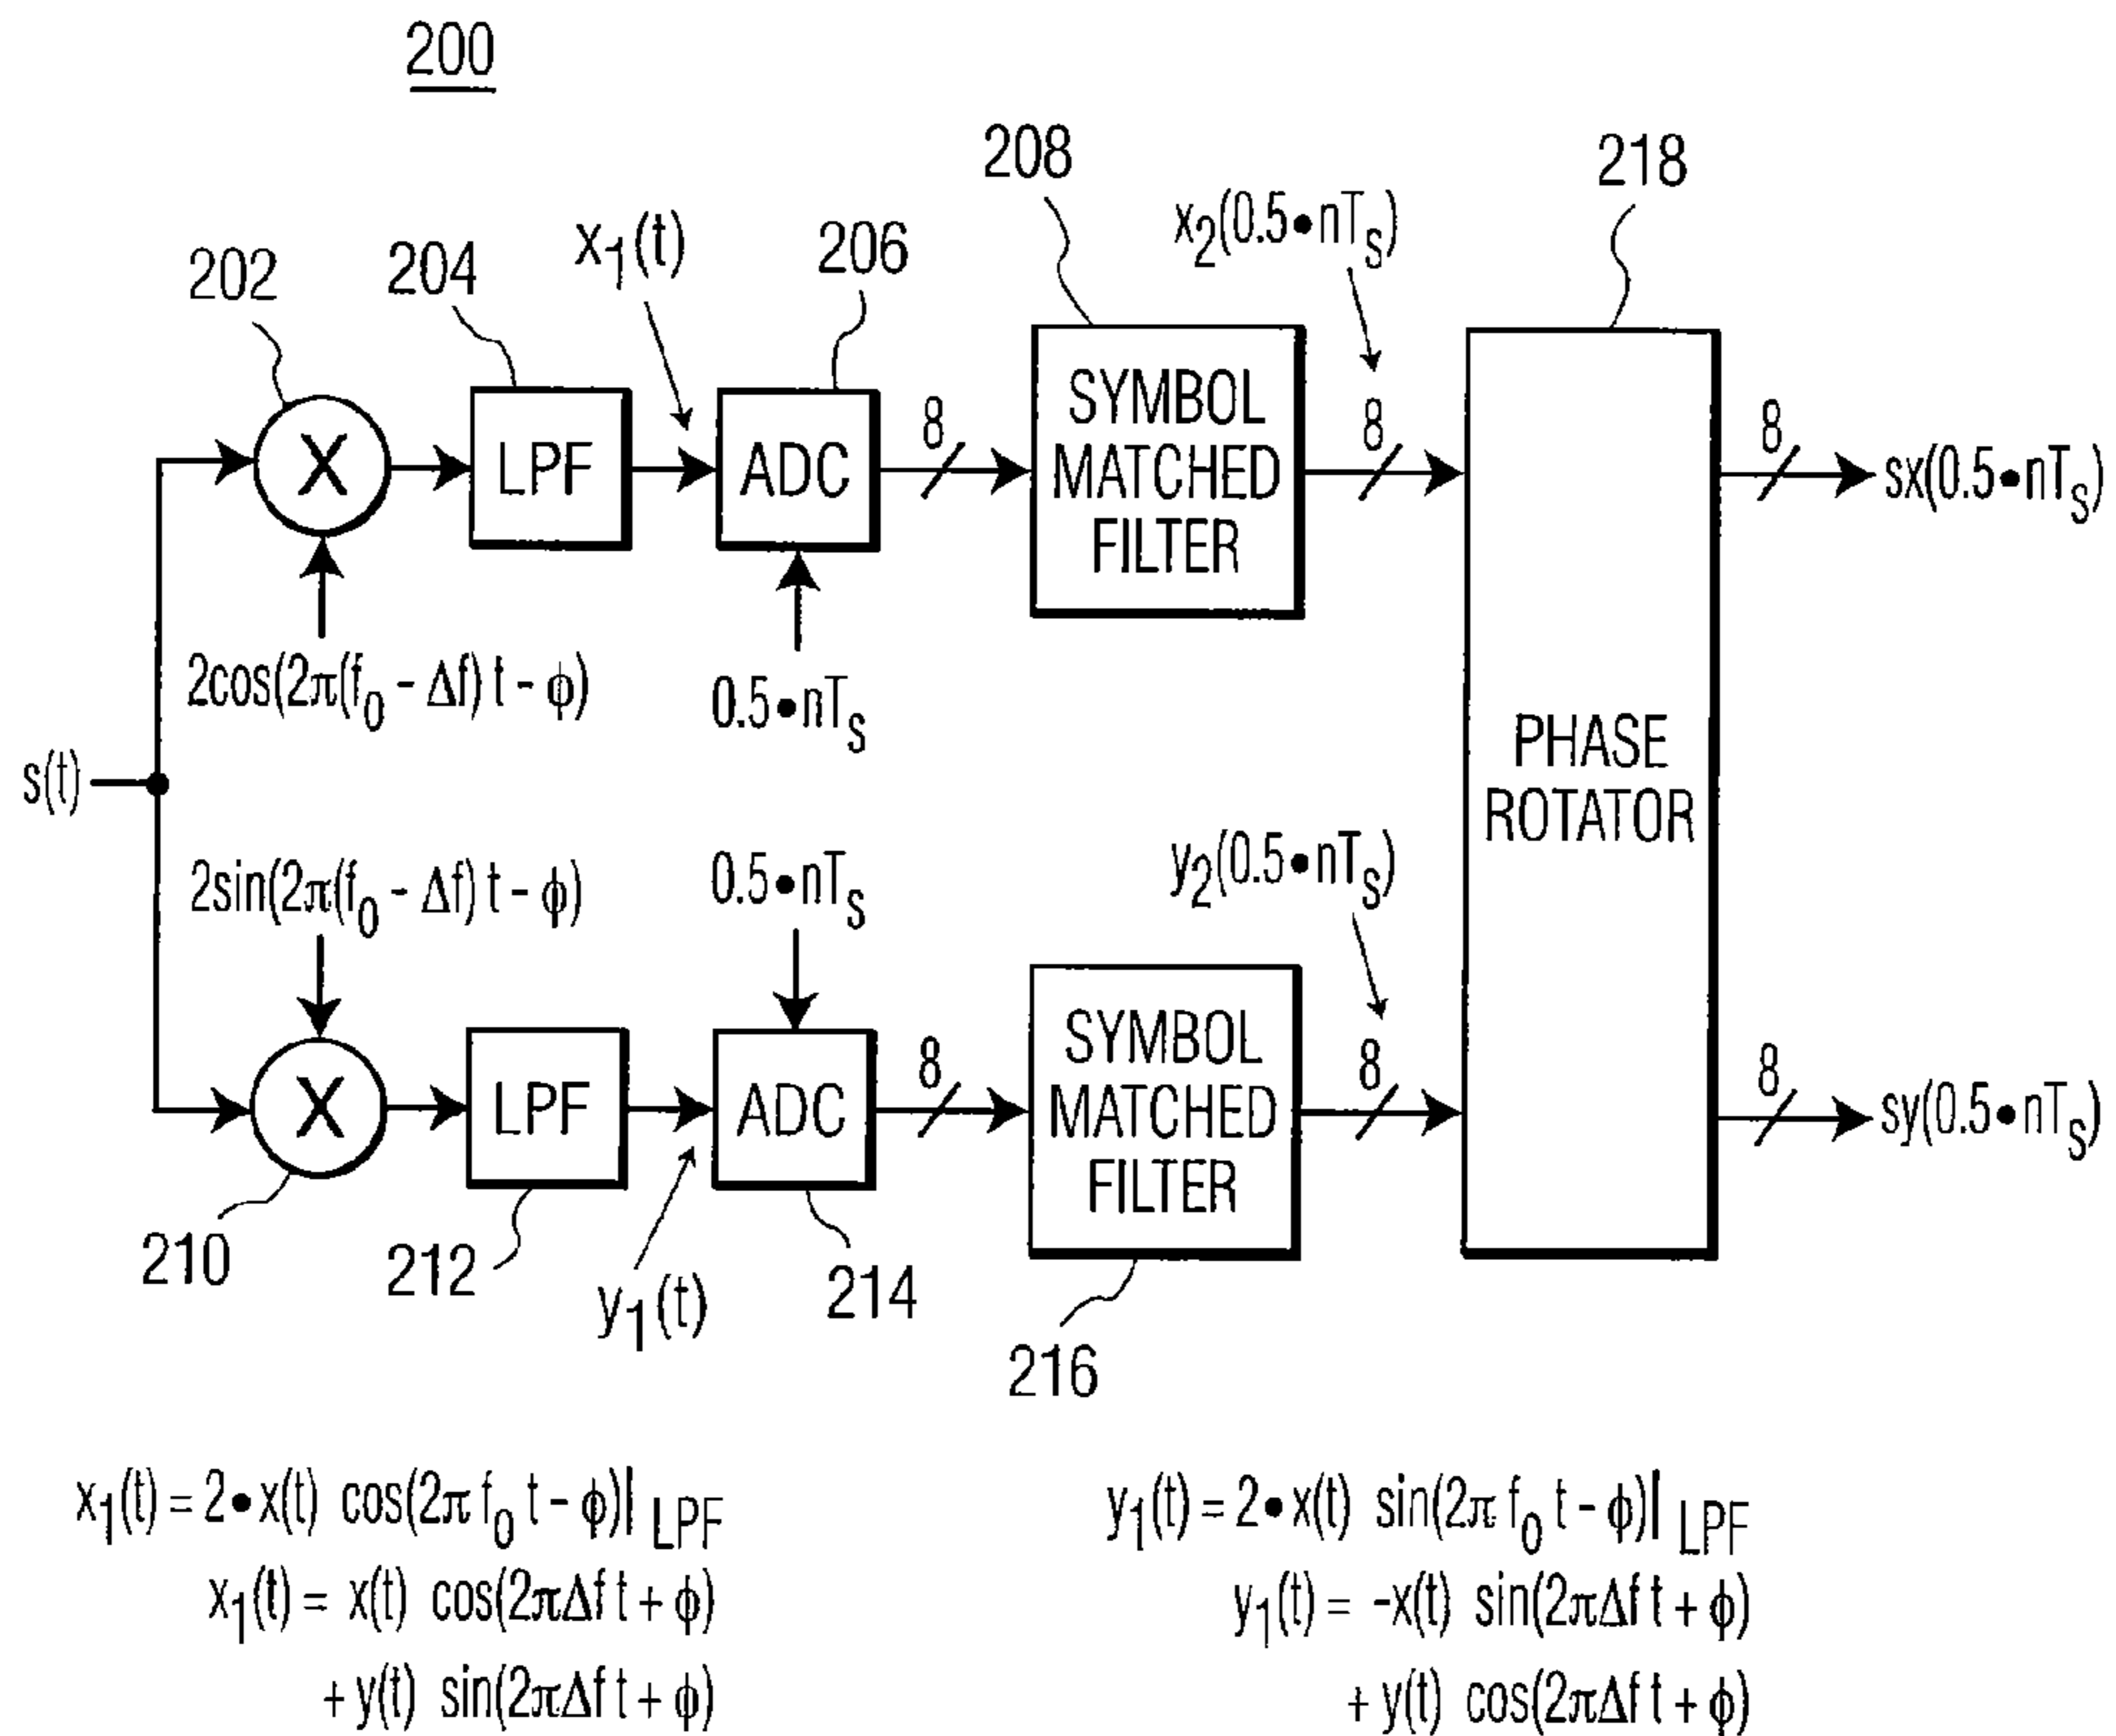 200
202
204
x₁(t)
206
208
x₂(0.5•nTₛ)
218
X
LPF
ADC
8
SYMBOL
MATCHED
FILTER
8
8
sx(0.5•nTₛ)
2cos(2π(f₀ - Δf) t - ϕ)
0.5•nTₛ
s(t)
PHASE
ROTATOR
2sin(2π(f₀ - Δf) t - ϕ)
0.5•nTₛ
y₂(0.5•nTₛ)
X
LPF
ADC
8
SYMBOL
MATCHED
FILTER
8
8
sy(0.5•nTₛ)
210
212
y₁(t)
214
216
x₁(t) = 2•x(t) cos(2π f₀ t - ϕ)| LPF
x₁(t) = x(t) cos(2πΔf t + ϕ)
+ y(t) sin(2πΔf t + ϕ)
y₁(t) = 2•x(t) sin(2π f₀ t - ϕ)| LPF
y₁(t) = -x(t) sin(2πΔf t + ϕ)
+ y(t) cos(2πΔf t + ϕ)